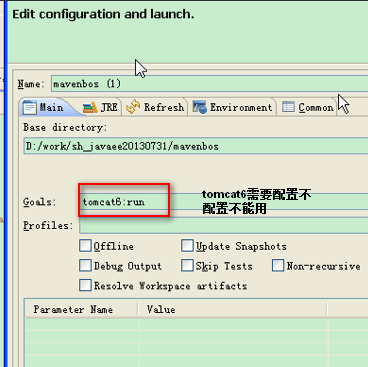 Edit configuration and launch.
Name: mavenbos (1)
Main JRE Refresh Environment Common
Base directory:
D:/work/sh_javaee20130731/mavenbos
Goals: tomcat6:run
tomcat6需要配置不
配置不能用
Profiles:
Offline Update Snapshots
Debug Output Skip Tests Non-recursive
Resolve Workspace artifacts
Parameter Name Value